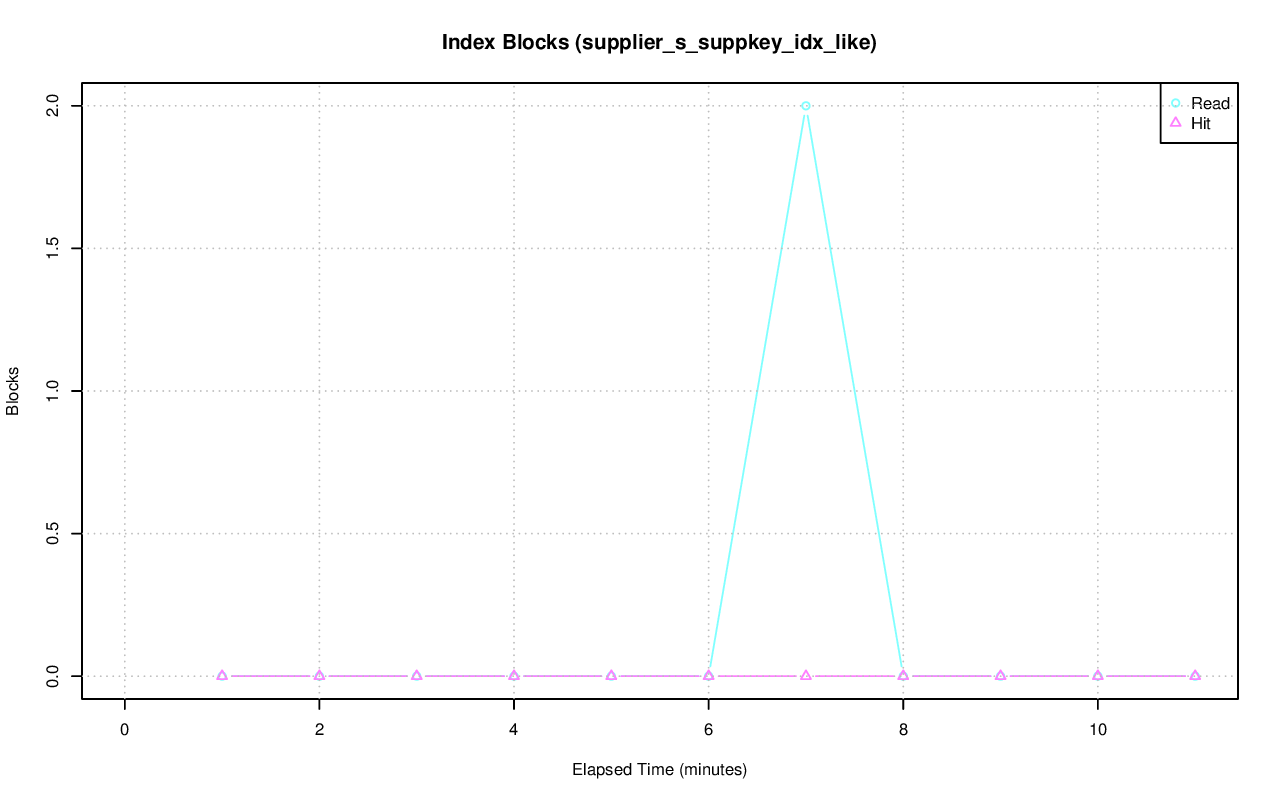 Index Blocks (supplier_s_suppkey_idx_like)
Read
Hit
2.0
1.5
1.0
0.5
0.0
Blocks
0 2 4 6 8 10
Elapsed Time (minutes)